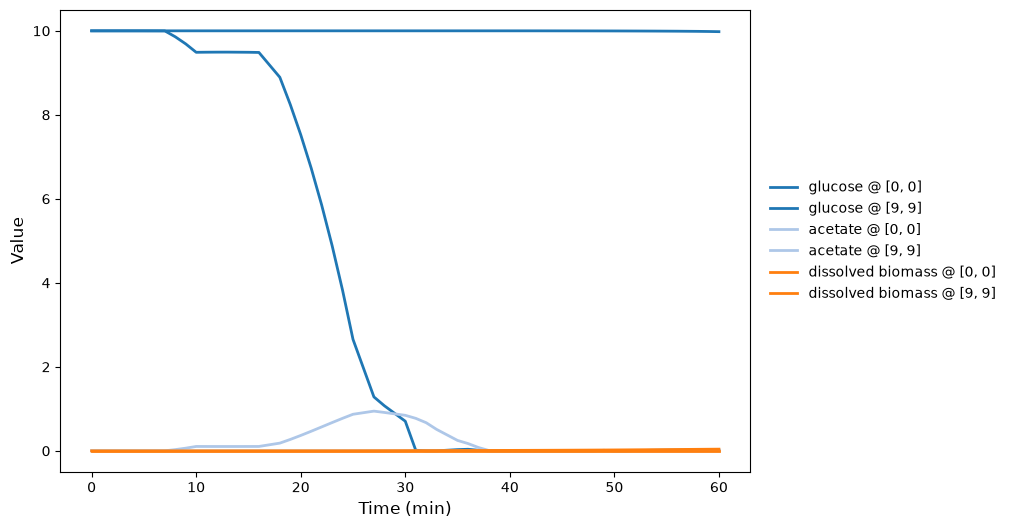 10
8
6
4
2
0
Value
0 10 20 30 40 50 60
Time (min)
glucose @ [0, 0]
glucose @ [9, 9]
acetate @ [0, 0]
acetate @ [9, 9]
dissolved biomass @ [0, 0]
dissolved biomass @ [9, 9]